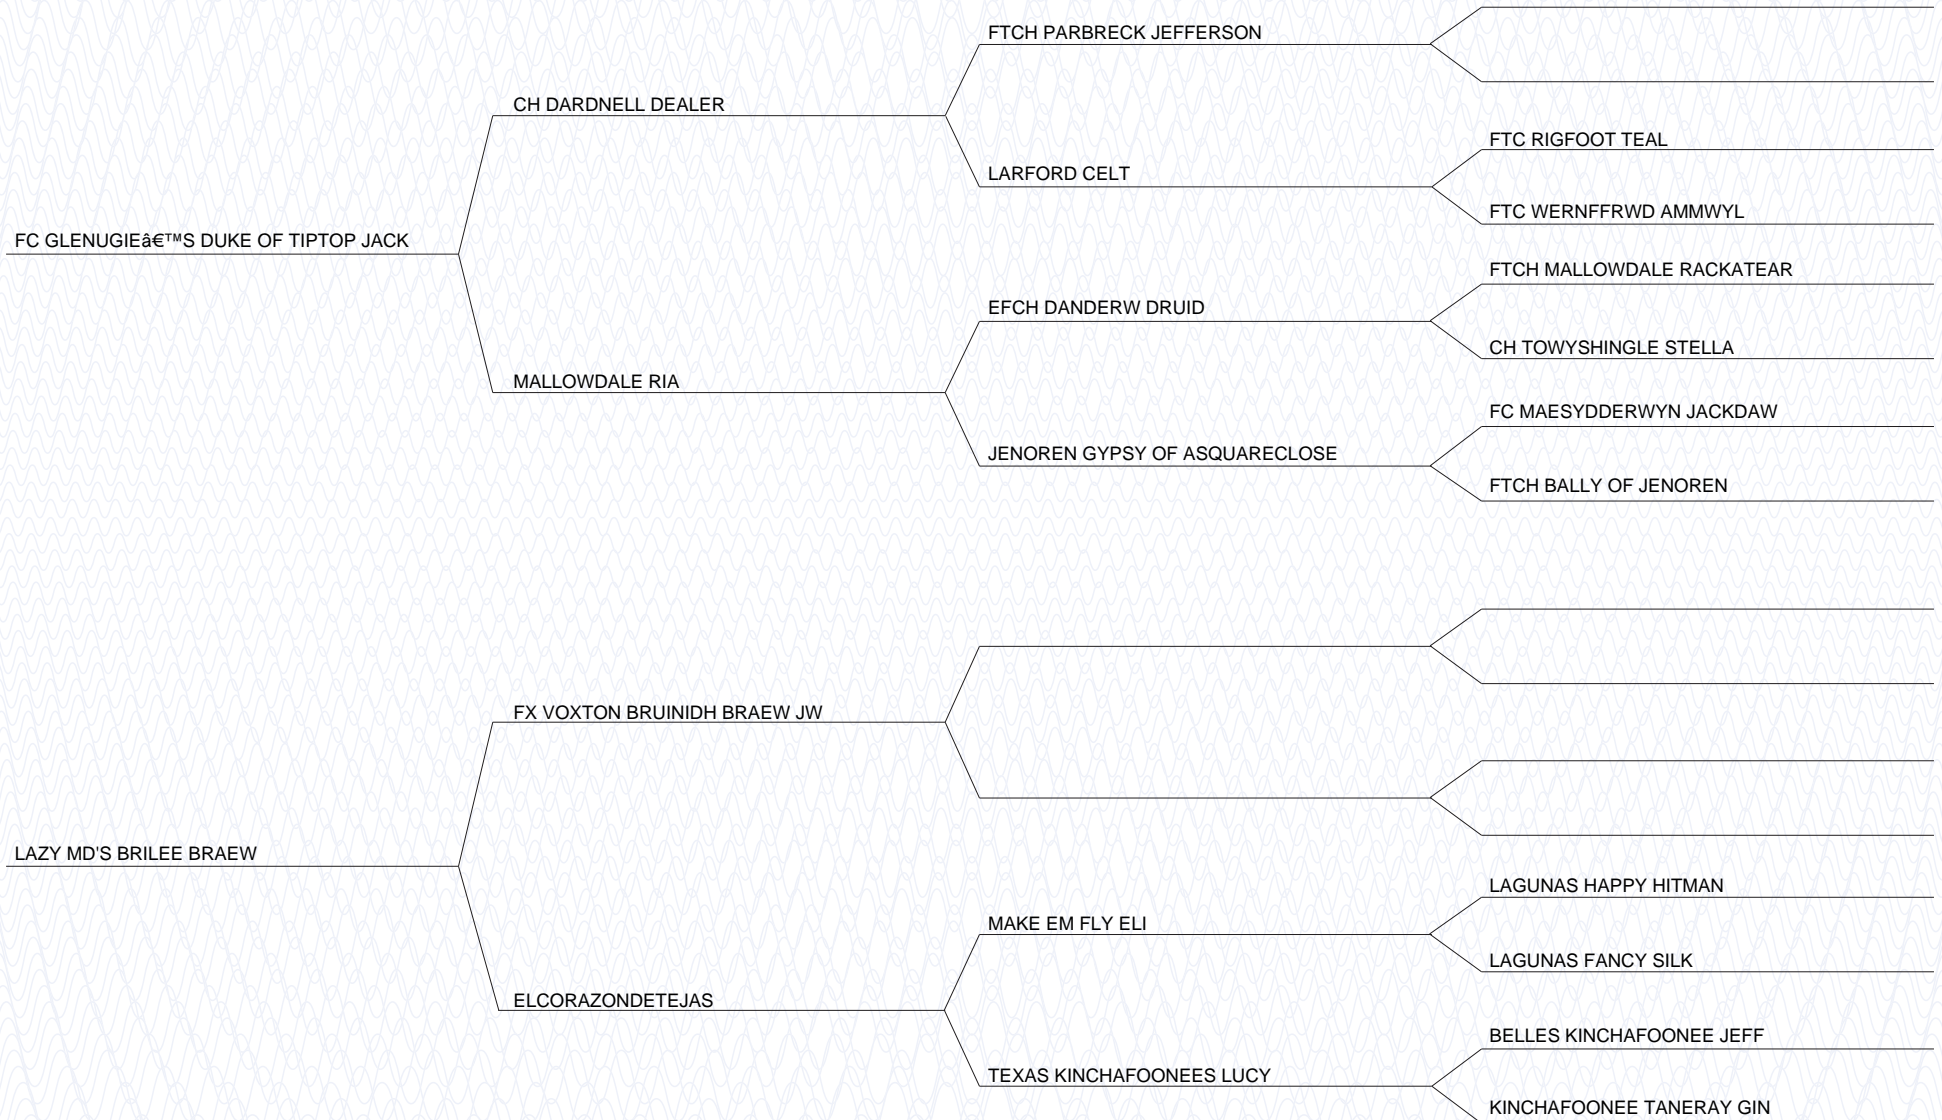 FTCH PARBRECK JEFFERSON
CH DARDNELL DEALER
FTC RIGFOOT TEAL
LARFORD CELT
FTC WERNFFRWD AMMWYL
FC GLENUGIEâ€™S DUKE OF TIPTOP JACK
FTCH MALLOWDALE RACKATEAR
EFCH DANDERW DRUID
CH TOWYSHINGLE STELLA
MALLOWDALE RIA
FC MAESYDDERWYN JACKDAW
JENOREN GYPSY OF ASQUARECLOSE
FTCH BALLY OF JENOREN
FX VOXTON BRUINIDH BRAEW JW
LAZY MD'S BRILEE BRAEW
LAGUNAS HAPPY HITMAN
MAKE EM FLY ELI
LAGUNAS FANCY SILK
ELCORAZONDETEJAS
BELLES KINCHAFOONEE JEFF
TEXAS KINCHAFOONEES LUCY
KINCHAFOONEE TANERAY GIN